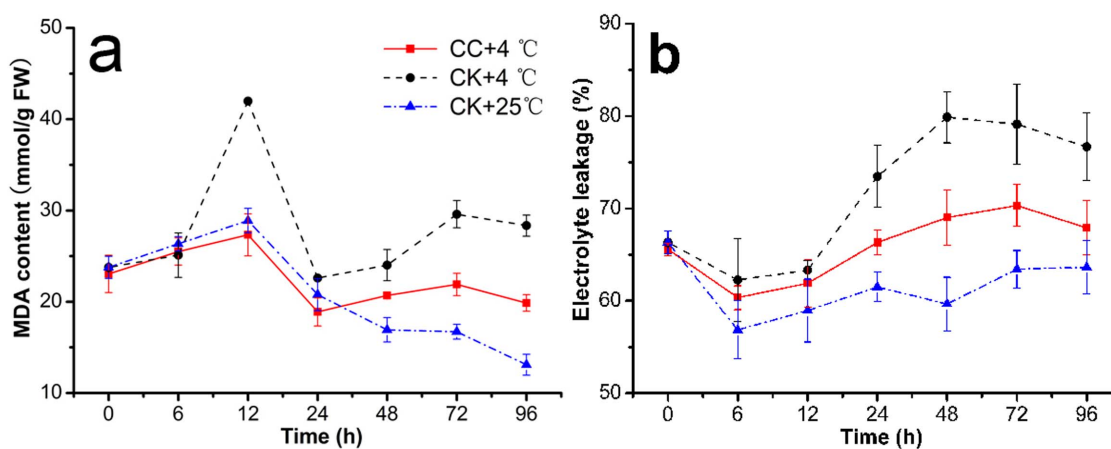 a
CC+4 ℃
CK+4 ℃
CK+25℃
MDA content (mmol/g FW)
50
40
30
20
10
0 6 12 24 48 72 96
Time (h)
b
Electrolyte leakage (%)
90
80
70
60
50
0 6 12 24 48 72 96
Time (h)